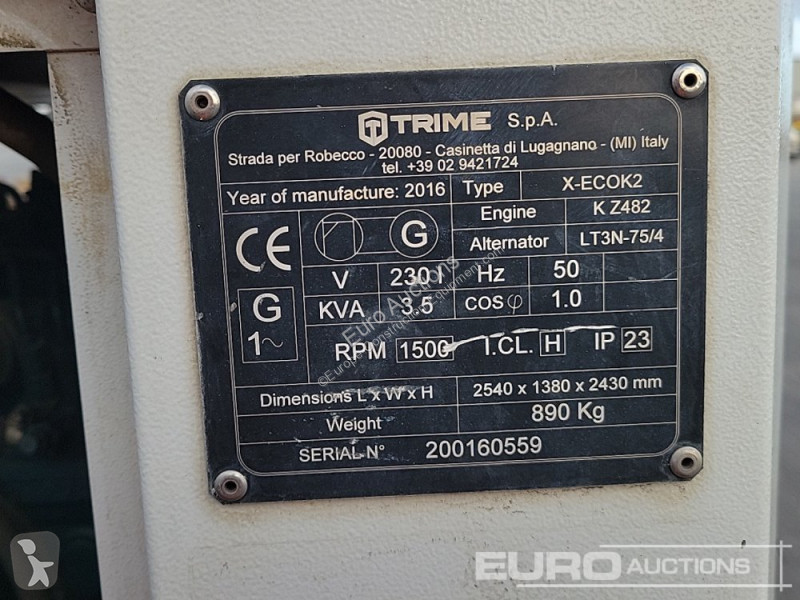 TRIME S.p.A.
Strada per Robecco - 20080 - Casinetta di Lugagnano - (MI) Italy
tel. +39 02 9421724
Year of manufacture: 2016 Type X-ECOK2
Engine K Z482
Alternator LT3N-75/4
CE G
V 230 Hz 50
KVA 3.5 cos φ 1.0
G
1~
RPM 1500 I.CL. H IP 23
Dimensions L x W x H 2540 x 1380 x 2430 mm
Weight 890 Kg
SERIAL N° 200160559
Euro Auctions
EURO AUCTIONS